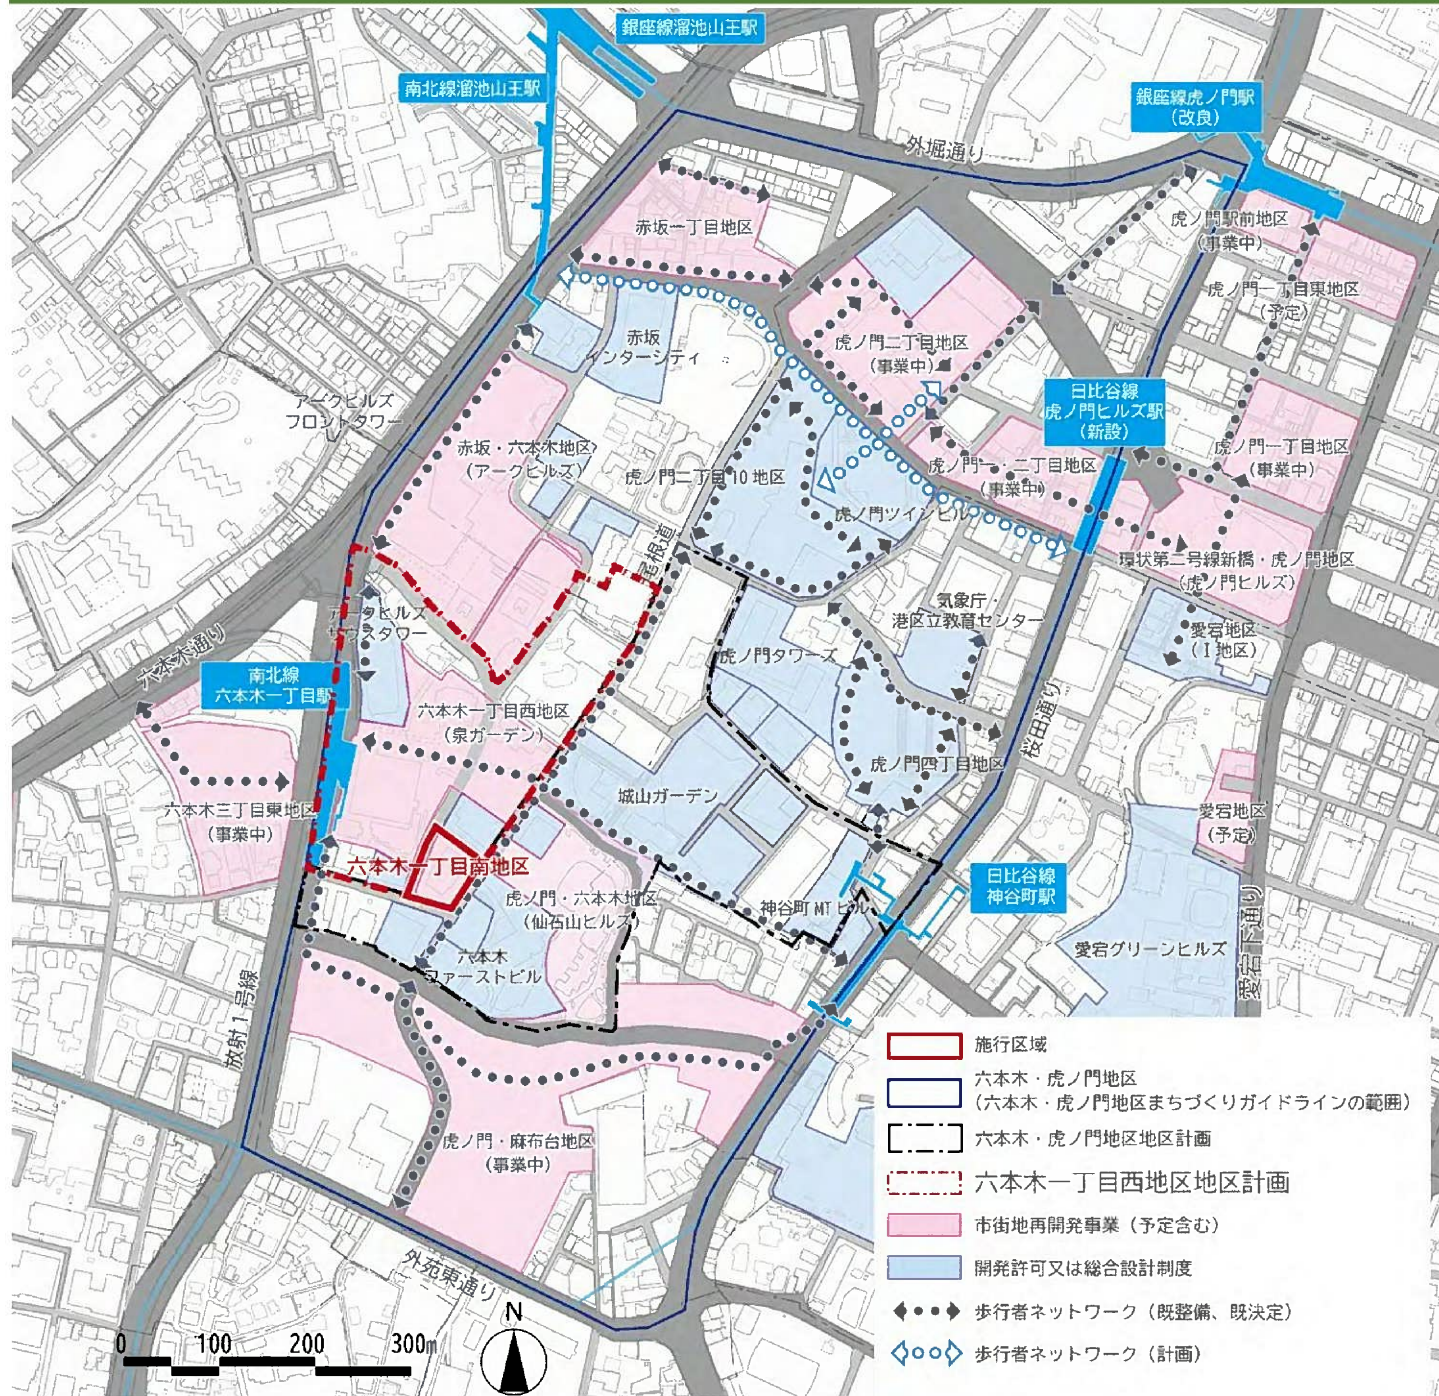 銀座線溜池山王駅
南北線溜池山王駅
銀座線虎ノ門駅
(改良)
外堀通り
赤坂一丁目地区
虎ノ門駅前地区
(事業中)
虎ノ門一丁目東地区
(予定)
赤坂
インターシティ
虎ノ門二丁目地区
(事業中)
アークヒルズ
フロントタワー
日比谷線
虎ノ門ヒルズ駅
(新設)
赤坂・六本木地区
(アークヒルズ)
虎ノ門二丁目10地区
虎ノ門一・二丁目地区
(事業中)
虎ノ門一丁目地区
(事業中)
虎ノ門ツインビル
尾根道
環状第二号線新橋・虎ノ門地区
(虎ノ門ヒルズ)
アークヒルズ
サウスタワー
気象庁・
港区立教育センター
愛宕地区
(Ⅰ地区)
六本木通り
虎ノ門タワーズ
南北線
六本木一丁目駅
六本木一丁目西地区
(泉ガーデン)
桜田通り
虎ノ門四丁目地区
城山ガーデン
六本木三丁目東地区
(事業中)
愛宕地区
(予定)
六本木一丁目南地区
虎ノ門・六本木地区
(仙石山ヒルズ)
神谷町MTビル
日比谷線
神谷町駅
六本木
ファーストビル
愛宕グリーンヒルズ
愛宕下通り
放射1号線
虎ノ門・麻布台地区
(事業中)
外苑東通り
施行区域
六本木・虎ノ門地区
(六本木・虎ノ門地区まちづくりガイドラインの範囲)
六本木・虎ノ門地区地区計画
六本木一丁目西地区地区計画
市街地再開発事業(予定含む)
開発許可又は総合設計制度
歩行者ネットワーク(既整備、既決定)
歩行者ネットワーク(計画)
0 100 200 300m
N